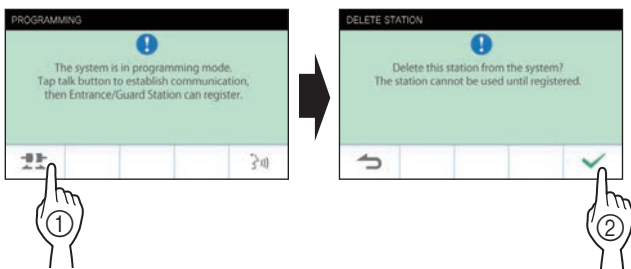 PROGRAMMING
The system is in programming mode.
Tap talk button to establish communication,
then Entrance/Guard Station can register.
①
DELETE STATION
Delete this station from the system?
The station cannot be used until registered.
②